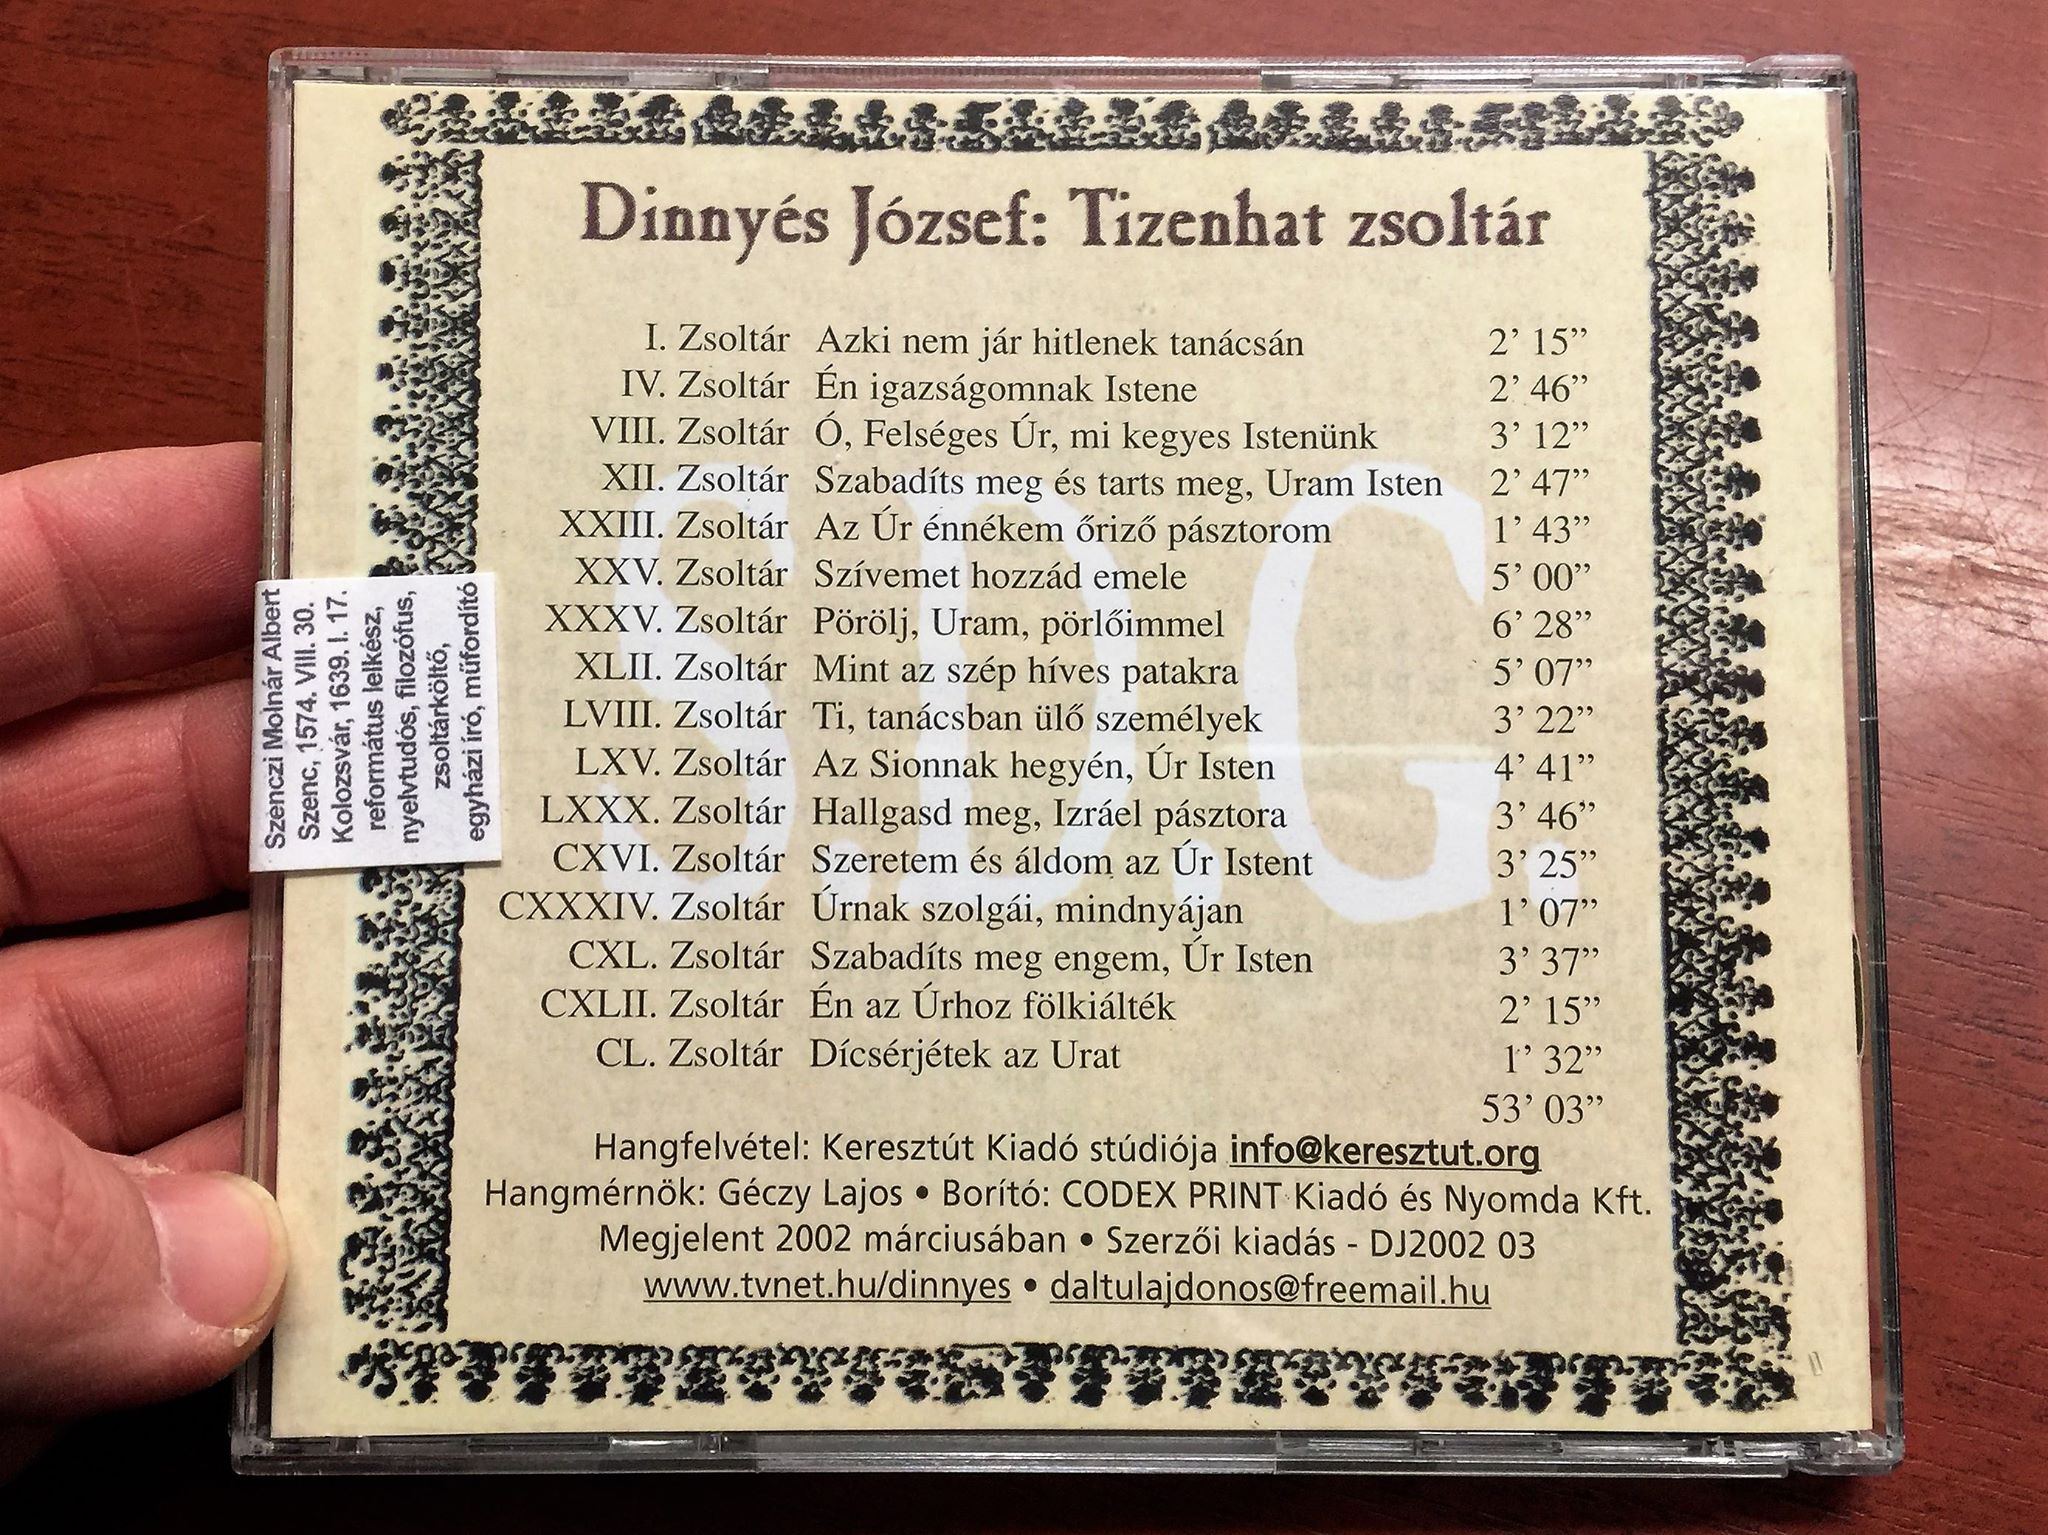 Dinnyés József: Tizenhat zsoltár
I. Zsoltár Azki nem jár hitlenek tanácsán 2’ 15”
IV. Zsoltár Én igazságomnak Istene 2’ 46”
VIII. Zsoltár Ó, Felséges Úr, mi kegyes Istenünk 3’ 12”
XII. Zsoltár Szabadíts meg és tarts meg, Uram Isten 2’ 47”
XXIII. Zsoltár Az Úr énnékem őriző pásztorom 1’ 43”
XXV. Zsoltár Szívemet hozzád emele 5’ 00”
XXXV. Zsoltár Pörölj, Uram, pörlőimmel 6’ 28”
XLII. Zsoltár Mint az szép híves patakra 5’ 07”
LVIII. Zsoltár Ti, tanácsban ülő személyek 3’ 22”
LXV. Zsoltár Az Sionnak hegyén, Úr Isten 4’ 41”
LXXX. Zsoltár Hallgasd meg, Izráel pásztora 3’ 46”
CXVI. Zsoltár Szeretem és áldom az Úr Istent 3’ 25”
CXXXIV. Zsoltár Úrnak szolgái, mindnyájan 1’ 07”
CXL. Zsoltár Szabadíts meg engem, Úr Isten 3’ 37”
CXLII. Zsoltár Én az Úrhoz fölkiálték 2’ 15”
CL. Zsoltár Dícsérjétek az Urat 1’ 32”
53’ 03”
S.D.G.
Hangfelvétel: Keresztút Kiadó stúdiója info@keresztut.org
Hangmérnök: Géczy Lajos • Borító: CODEX PRINT Kiadó és Nyomda Kft.
Megjelent 2002 márciusában • Szerzői kiadás - DJ2002 03
www.tvnet.hu/dinnyes • daltulajdonos@freemail.hu
Szenczi Molnár Albert
Szenc, 1574. VIII. 30.
Kolozsvár, 1639. I. 17.
református lelkész,
nyelvtudós, filozófus,
zsoltárköltő,
egyházi író, műfordító